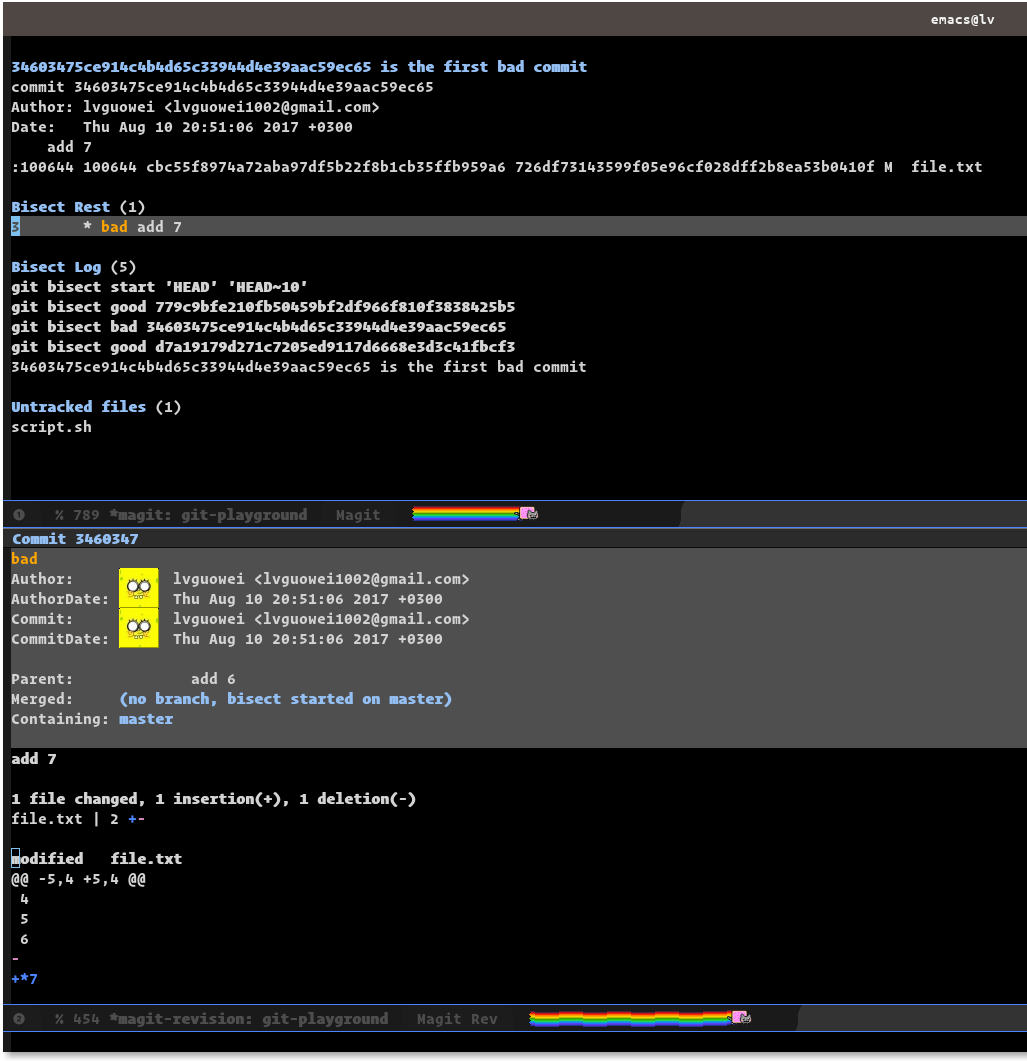 emacs@lv
34603475ce914c4b4d65c33944d4e39aac59ec65 is the first bad commit
commit 34603475ce914c4b4d65c33944d4e39aac59ec65
Author: lvguowei <lvguowei1002@gmail.com>
Date:   Thu Aug 10 20:51:06 2017 +0300
    add 7
:100644 100644 cbc55f8974a72aba97df5b22f8b1cb35ffb959a6 726df73143599f05e96cf028dff2b8ea53b0410f M  file.txt
Bisect Rest (1)
3       * bad add 7
Bisect Log (5)
git bisect start 'HEAD' 'HEAD~10'
git bisect good 779c9bfe210fb50459bf2df966f810f3838425b5
git bisect bad 34603475ce914c4b4d65c33944d4e39aac59ec65
git bisect good d7a19179d271c7205ed9117d6668e3d3c41fbcf3
34603475ce914c4b4d65c33944d4e39aac59ec65 is the first bad commit
Untracked files (1)
script.sh
❶ % 789 *magit: git-playground Magit
Commit 3460347
bad
Author:     lvguowei <lvguowei1002@gmail.com>
AuthorDate: Thu Aug 10 20:51:06 2017 +0300
Commit:     lvguowei <lvguowei1002@gmail.com>
CommitDate: Thu Aug 10 20:51:06 2017 +0300
Parent:             add 6
Merged:     (no branch, bisect started on master)
Containing: master
add 7
1 file changed, 1 insertion(+), 1 deletion(-)
file.txt | 2 +-
modified   file.txt
@@ -5,4 +5,4 @@
 4
 5
 6
-
+*7
❷ % 454 *magit-revision: git-playground Magit Rev